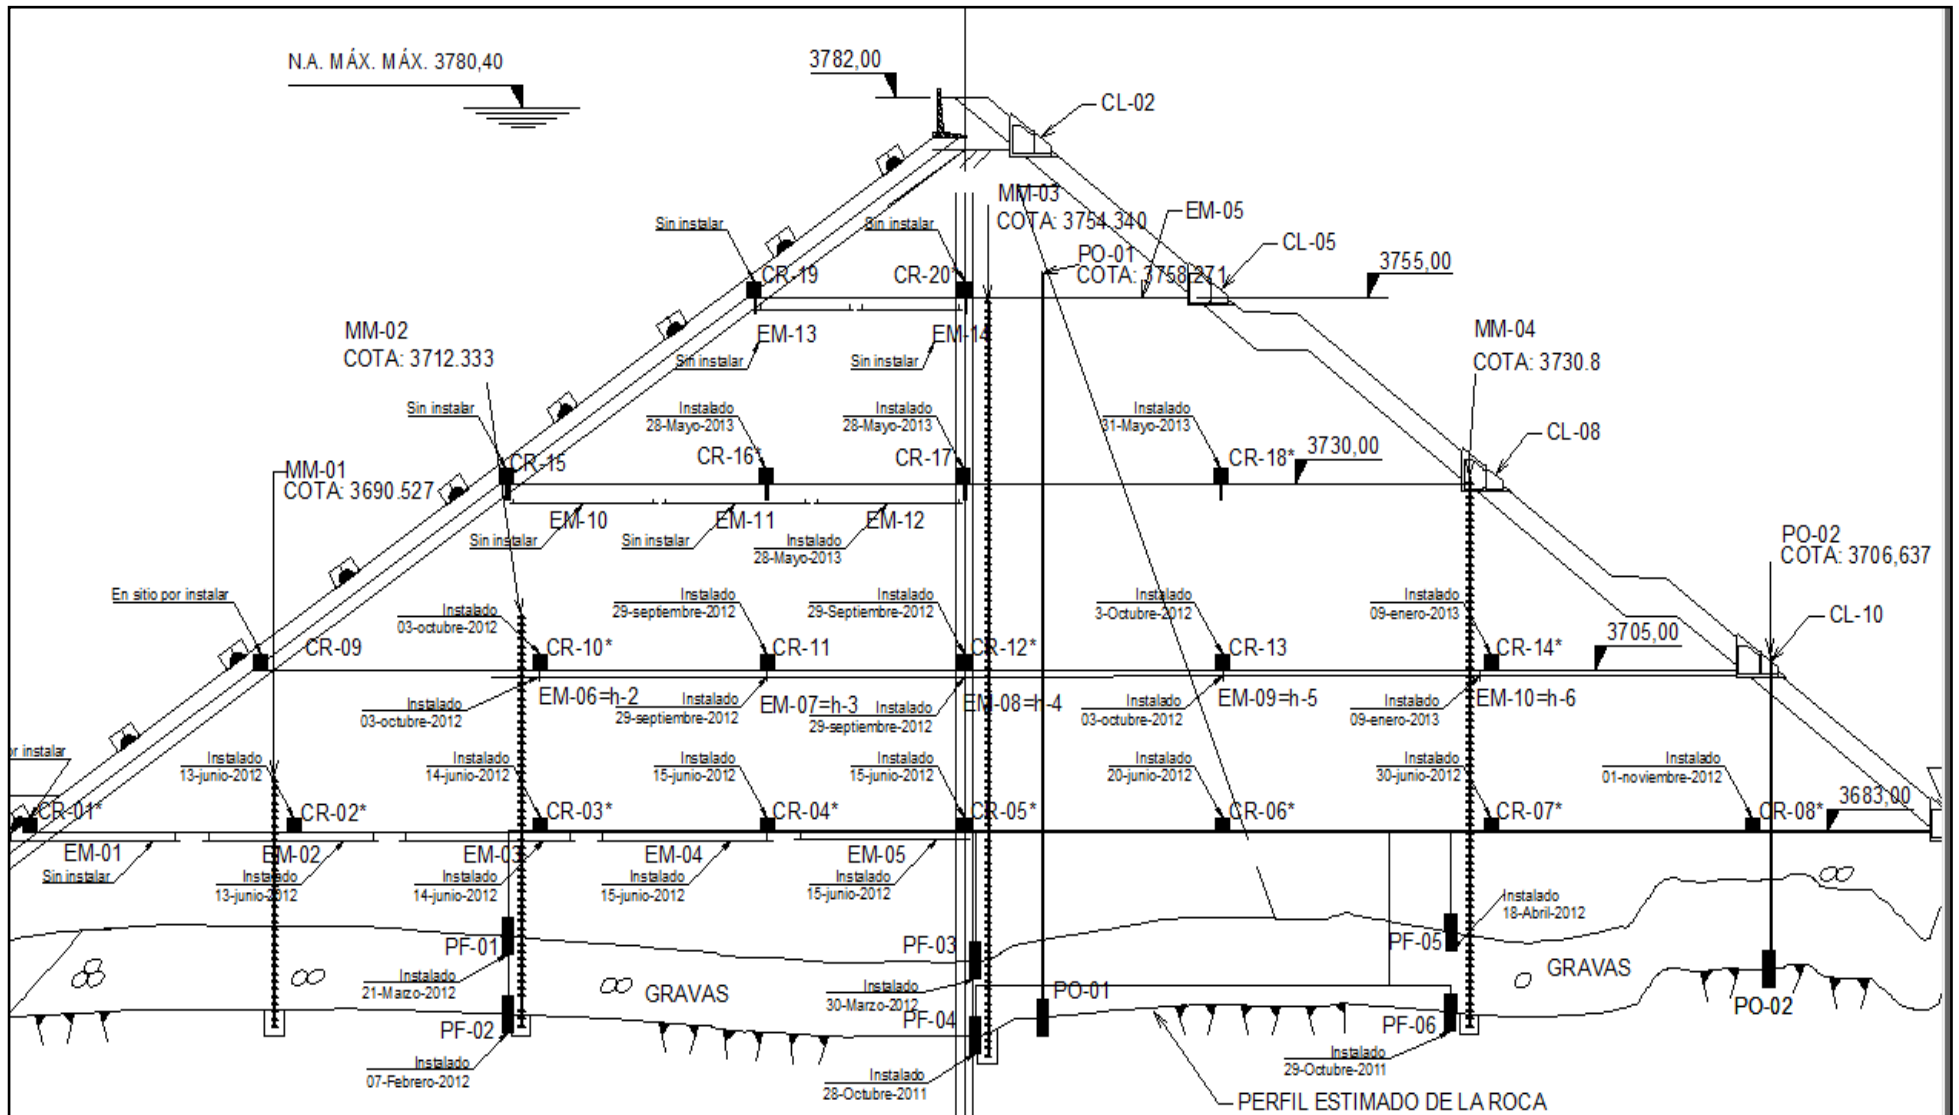 N.A. MÁX. MÁX. 3780,40
3782,00
CL-02
MM-03
COTA: 3754.340
EM-05
CL-05
PO-01
COTA: 3758.271
3755,00
Sin instalar
Sin instalar
CR-19
CR-20*
EM-13
EM-14
Sin instalar
Sin instalar
MM-02
COTA: 3712.333
MM-04
COTA: 3730.8
Sin instalar
Instalado
28-Mayo-2013
Instalado
28-Mayo-2013
Instalado
31-Mayo-2013
CL-08
MM-01
COTA: 3690.527
CR-15
CR-16*
CR-17
CR-18*
3730,00
EM-10
EM-11
EM-12
Sin instalar
Sin instalar
Instalado
28-Mayo-2013
PO-02
COTA: 3706,637
En sitio por instalar
Instalado
03-octubre-2012
Instalado
29-septiembre-2012
Instalado
29-Septiembre-2012
Instalado
3-Octubre-2012
Instalado
09-enero-2013
CL-10
CR-09
CR-10*
CR-11
CR-12*
CR-13
CR-14*
3705,00
EM-06=h-2
EM-07=h-3
EM-08=h-4
EM-09=h-5
EM-10=h-6
Instalado
03-octubre-2012
Instalado
29-septiembre-2012
Instalado
29-septiembre-2012
Instalado
03-octubre-2012
Instalado
09-enero-2013
or instalar
Instalado
13-junio-2012
Instalado
14-junio-2012
Instalado
15-junio-2012
Instalado
15-junio-2012
Instalado
20-junio-2012
Instalado
30-junio-2012
Instalado
01-noviembre-2012
CR-01*
CR-02*
CR-03*
CR-04*
CR-05*
CR-06*
CR-07*
CR-08*
3683,00
EM-01
EM-02
EM-03
EM-04
EM-05
Sin instalar
Instalado
13-junio-2012
Instalado
14-junio-2012
Instalado
15-junio-2012
Instalado
15-junio-2012
Instalado
18-Abril-2012
PF-01
PF-03
PF-05
Instalado
21-Marzo-2012
GRAVAS
Instalado
30-Marzo-2012
PO-01
GRAVAS
PO-02
PF-02
PF-04
PF-06
Instalado
07-Febrero-2012
Instalado
28-Octubre-2011
Instalado
29-Octubre-2011
PERFIL ESTIMADO DE LA ROCA